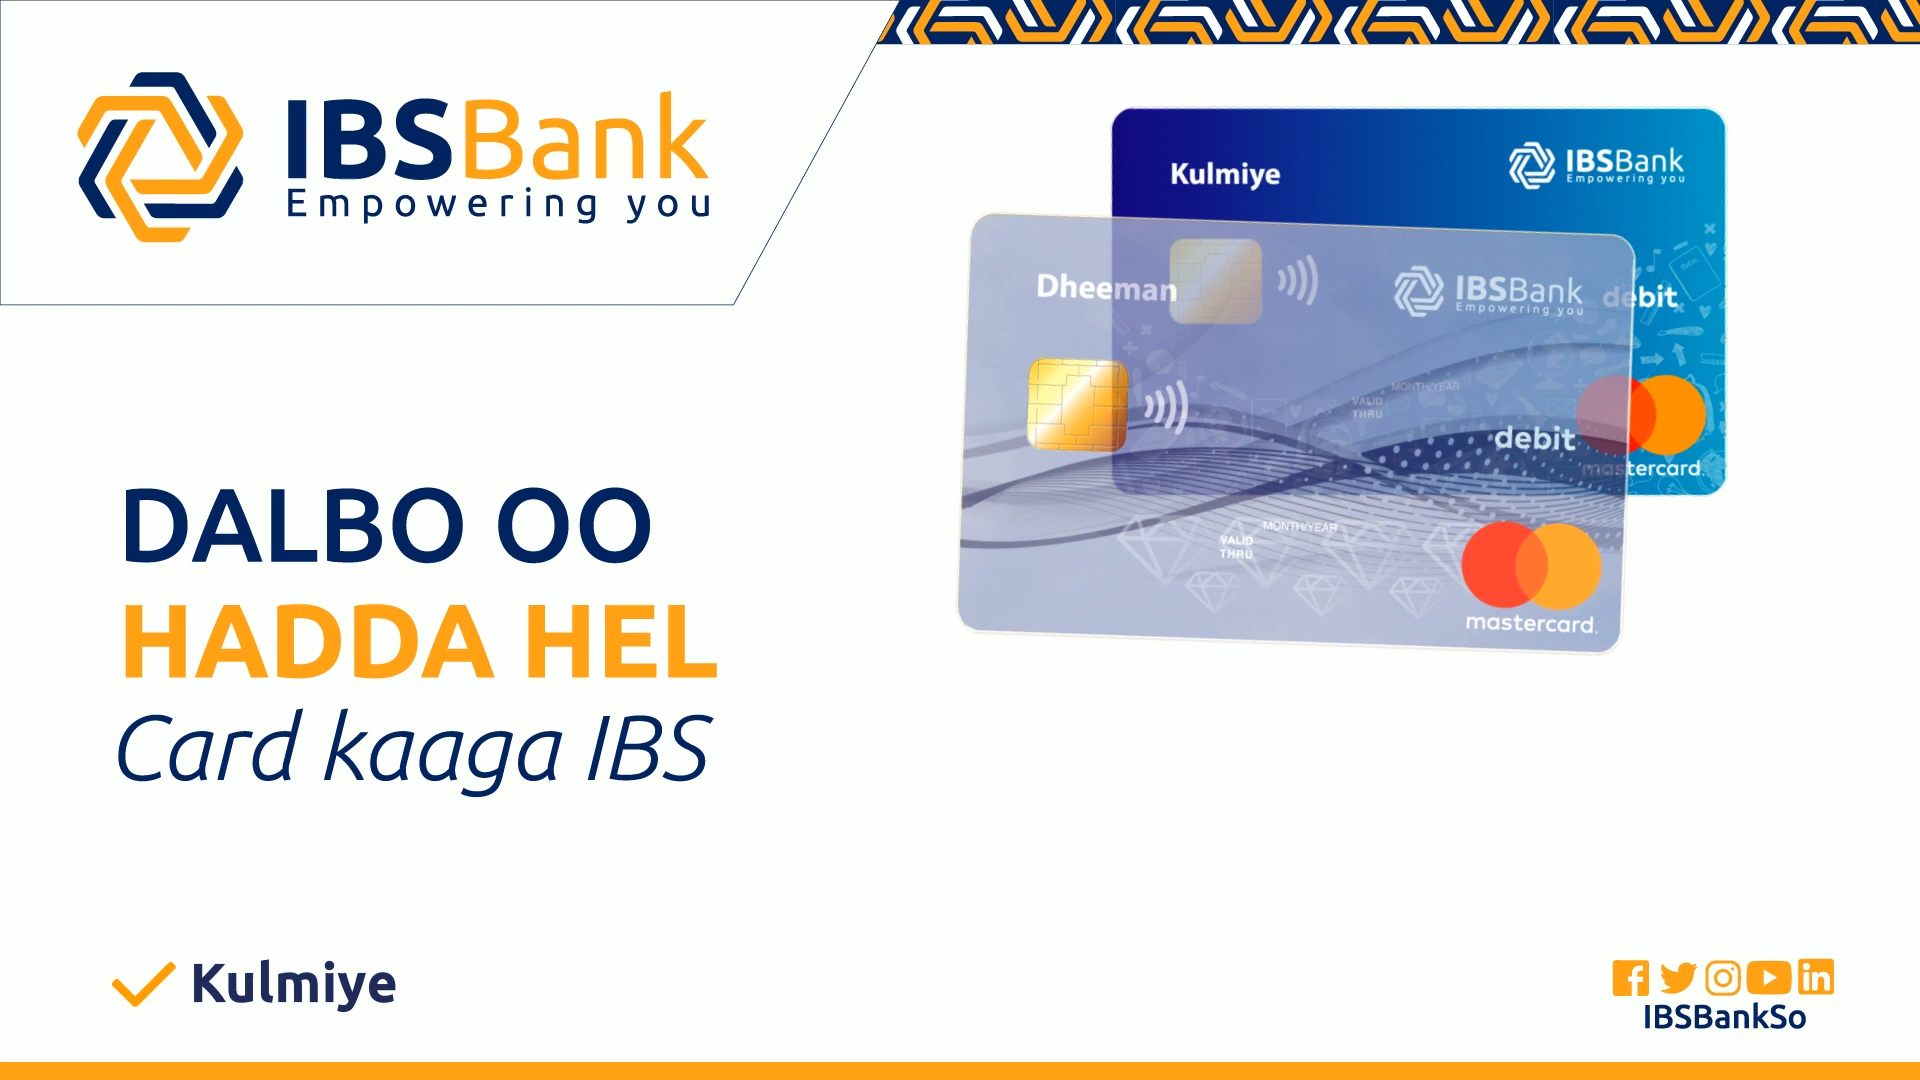 IBSBank
Empowering you
Kulmiye
IBSBank
Empowering you
debit
mastercard.
Dheeman
IBSBank
Empowering you
MONTH/YEAR
VALID
THRU
debit
MONTH/YEAR
VALID
THRU
mastercard.
DALBO OO
HADDA HEL
Card kaaga IBS
Kulmiye
IBSBankSo